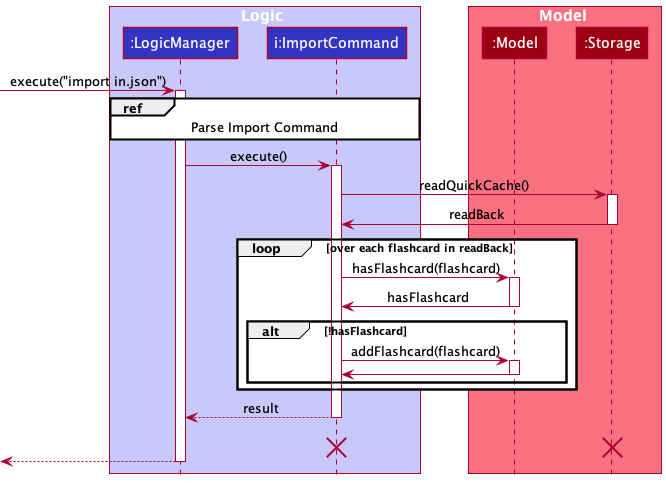 Logic
Model
:LogicManager
i:ImportCommand
:Model
:Storage
execute("import in.json")
ref
Parse Import Command
execute()
readQuickCache()
readBack
loop
[over each flashcard in readBack]
hasFlashcard(flashcard)
hasFlashcard
alt
[!hasFlashcard]
addFlashcard(flashcard)
result